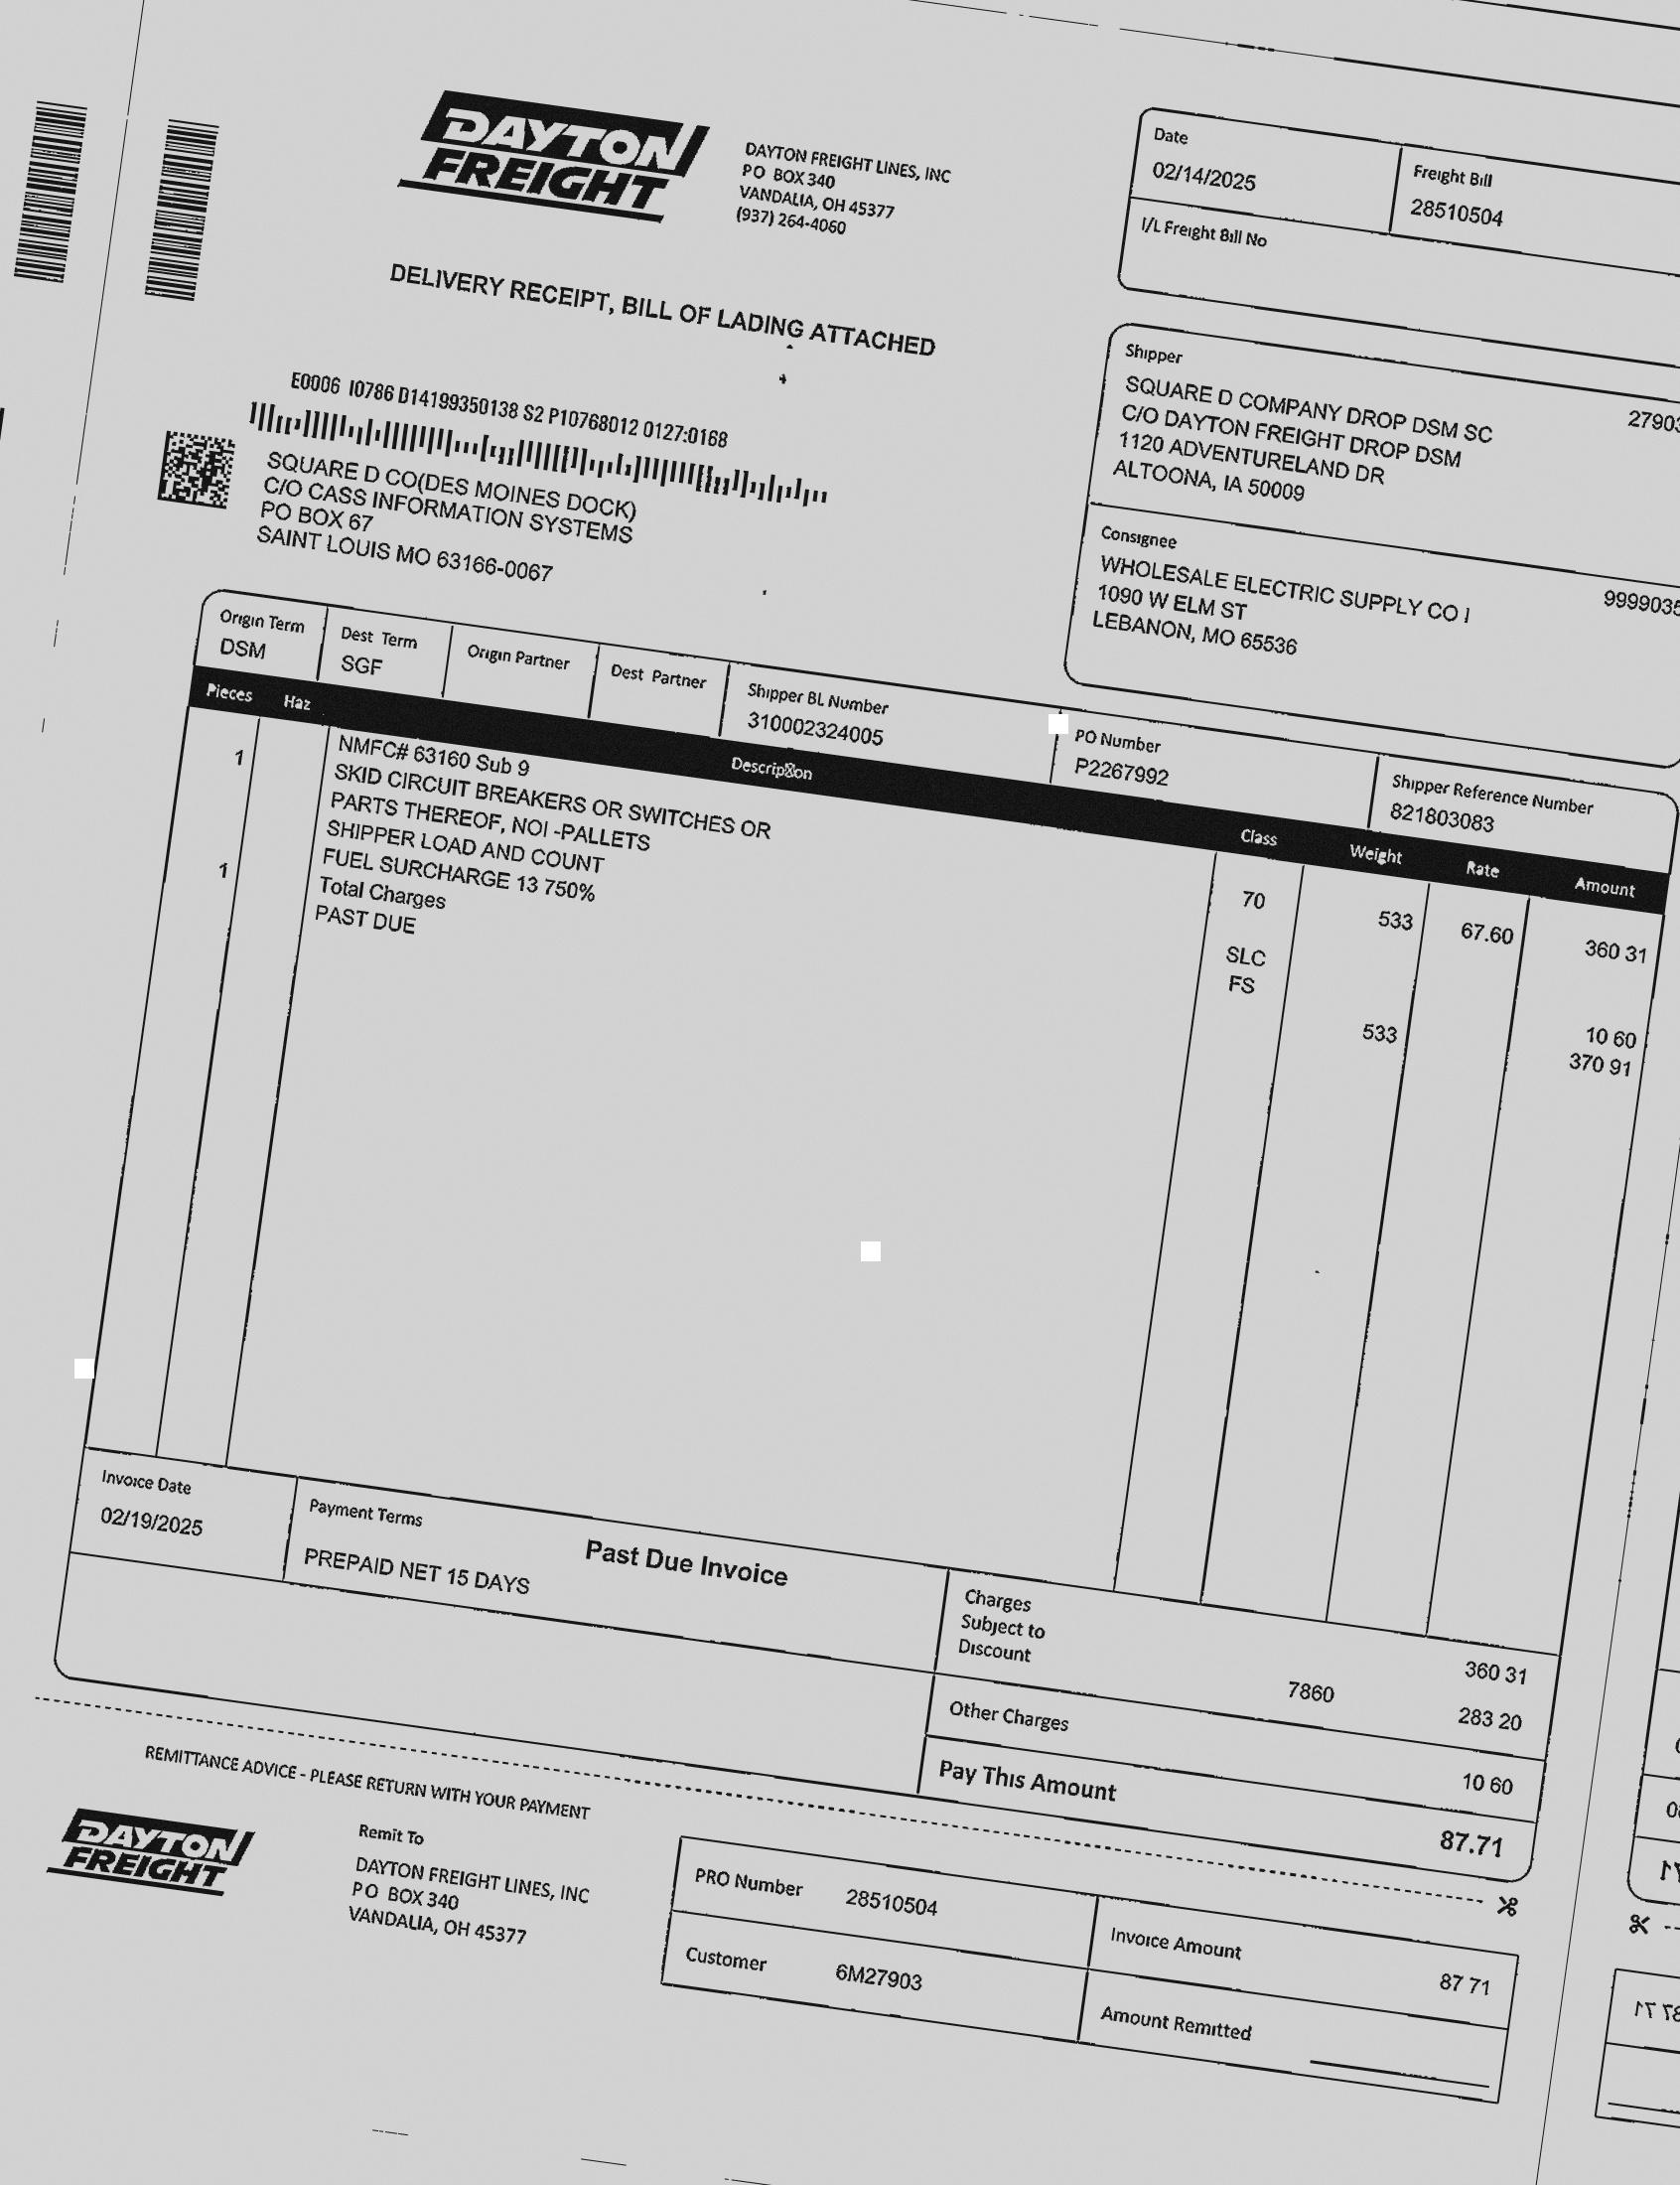 DAYTON
FREIGHT
DAYTON FREIGHT LINES, INC
PO BOX 340
VANDALIA, OH 45377
(937) 264-4060
Date
02/14/2025
Freight Bill
28510504
I/L Freight Bill No
DELIVERY RECEIPT, BILL OF LADING ATTACHED
Shipper
SQUARE D COMPANY DROP DSM SC
C/O DAYTON FREIGHT DROP DSM
1120 ADVENTURELAND DR
ALTOONA, IA 50009
Consignee
WHOLESALE ELECTRIC SUPPLY CO I
1090 W ELM ST
LEBANON, MO 65536
E0006 I0786 D14199350138 S2 P10768012 0127:0168
SQUARE D CO(DES MOINES DOCK)
C/O CASS INFORMATION SYSTEMS
PO BOX 67
SAINT LOUIS MO 63166-0067
Origin Term
DSM
Dest Term
SGF
Origin Partner
Dest Partner
Shipper BL Number
310002324005
PO Number
P2267992
Shipper Reference Number
821803083
Pieces Haz Description Class Weight Rate Amount
1 NMFC# 63160 Sub 9 70 533 67.60 360 31
SKID CIRCUIT BREAKERS OR SWITCHES OR
PARTS THEREOF, NOI -PALLETS
SHIPPER LOAD AND COUNT SLC
FUEL SURCHARGE 13 750% FS 10 60
1 Total Charges 533 370 91
PAST DUE
Invoice Date
02/19/2025
Payment Terms
PREPAID NET 15 DAYS
Past Due Invoice
Charges
Subject to
Discount
360 31
7860 283 20
Other Charges 10 60
Pay This Amount 87.71
REMITTANCE ADVICE - PLEASE RETURN WITH YOUR PAYMENT
DAYTON
FREIGHT
Remit To
DAYTON FREIGHT LINES, INC
PO BOX 340
VANDALIA, OH 45377
PRO Number 28510504
Customer 6M27903
Invoice Amount 87 71
Amount Remitted